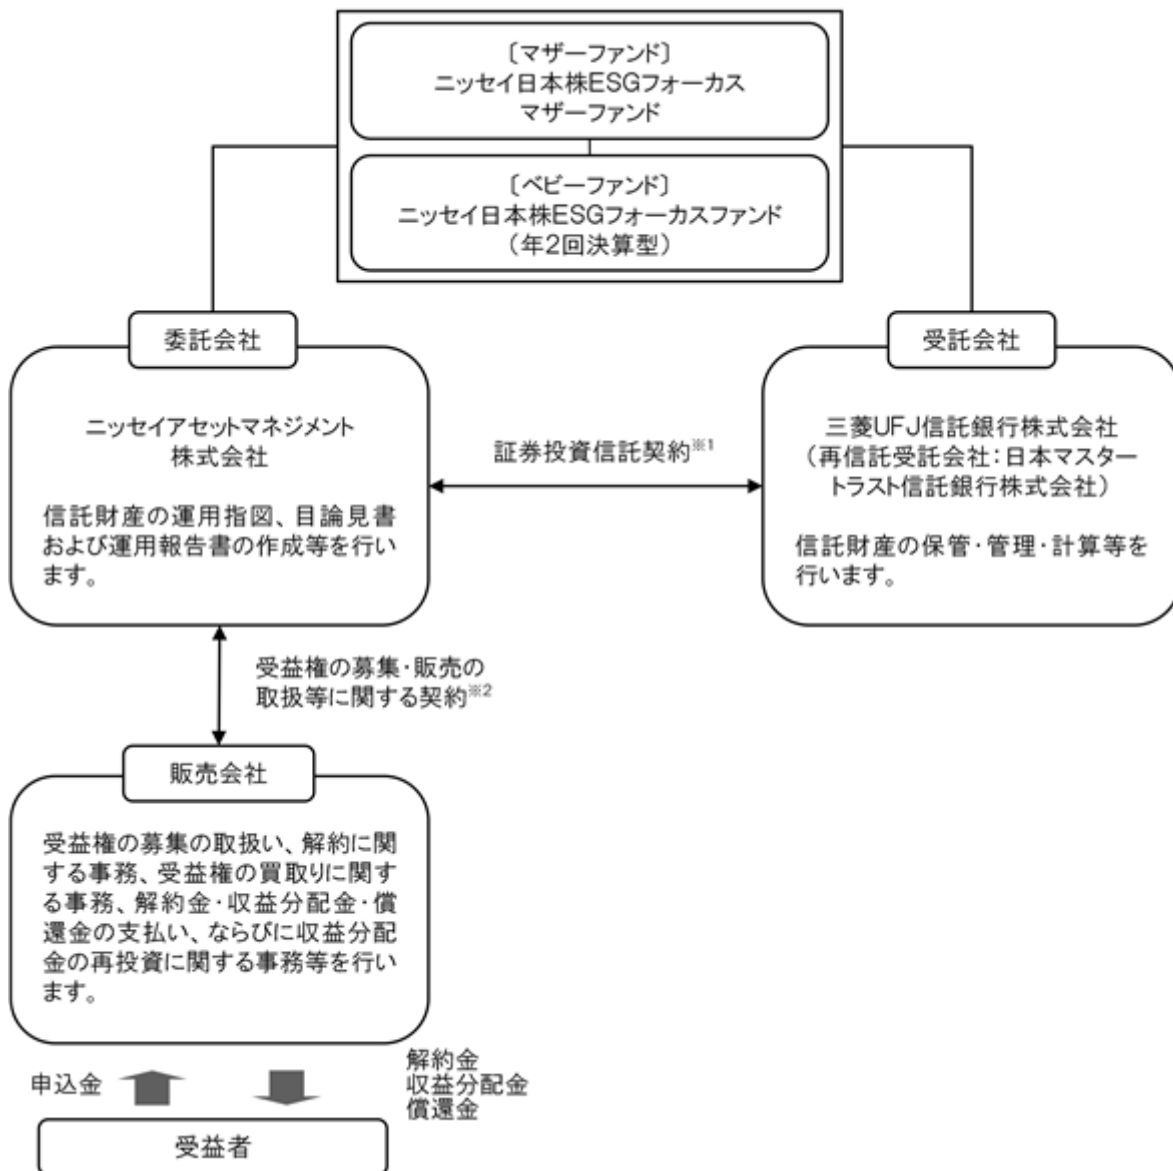 〔マザーファンド〕
ニッセイ日本株ESGフォーカス
マザーファンド
〔ベビーファンド〕
ニッセイ日本株ESGフォーカスファンド
（年2回決算型）
委託会社
ニッセイアセットマネジメント
株式会社
信託財産の運用指図、目論見書
および運用報告書の作成等を行い
ます。
証券投資信託契約※1
受託会社
三菱UFJ信託銀行株式会社
（再信託受託会社：日本マスター
トラスト信託銀行株式会社）
信託財産の保管・管理・計算等を
行います。
受益権の募集・販売の
取扱等に関する契約※2
販売会社
受益権の募集の取扱い、解約に関
する事務、受益権の買取りに関す
る事務、解約金・収益分配金・償
還金の支払い、ならびに収益分配
金の再投資に関する事務等を行い
ます。
申込金
解約金
収益分配金
償還金
受益者